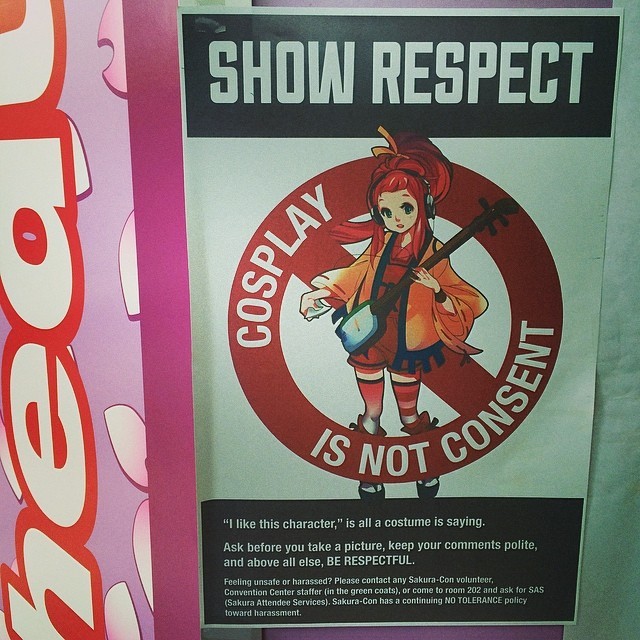 SHOW RESPECT
COSPLAY
IS NOT CONSENT
"I like this character," is all a costume is saying.
Ask before you take a picture, keep your comments polite,
and above all else, BE RESPECTFUL.
Feeling unsafe or harassed? Please contact any Sakura-Con volunteer,
Convention Center staffer (in the green coats), or come to room 202 and ask for SAS
(Sakura Attendee Services). Sakura-Con has a continuing NO TOLERANCE policy
toward harassment.